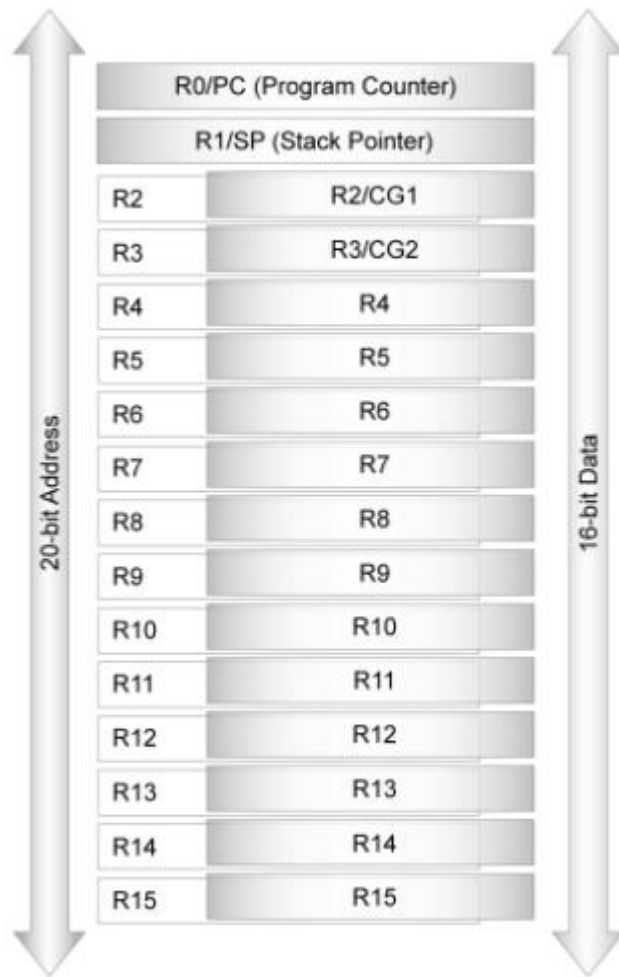 R0/PC (Program Counter)
R1/SP (Stack Pointer)
R2 R2/CG1
R3 R3/CG2
R4 R4
R5 R5
R6 R6
R7 R7
R8 R8
R9 R9
R10 R10
R11 R11
R12 R12
R13 R13
R14 R14
R15 R15
20-bit Address
16-bit Data